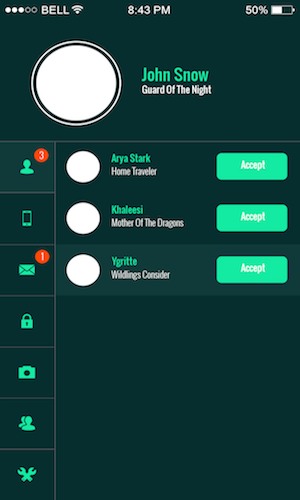 BELL 8:43 PM 50%
John Snow
Guard Of The Night
3
Arya Stark
Home Traveler
Accept
Khaleesi
Mother Of The Dragons
Accept
1
Ygritte
Wildlings Consider
Accept